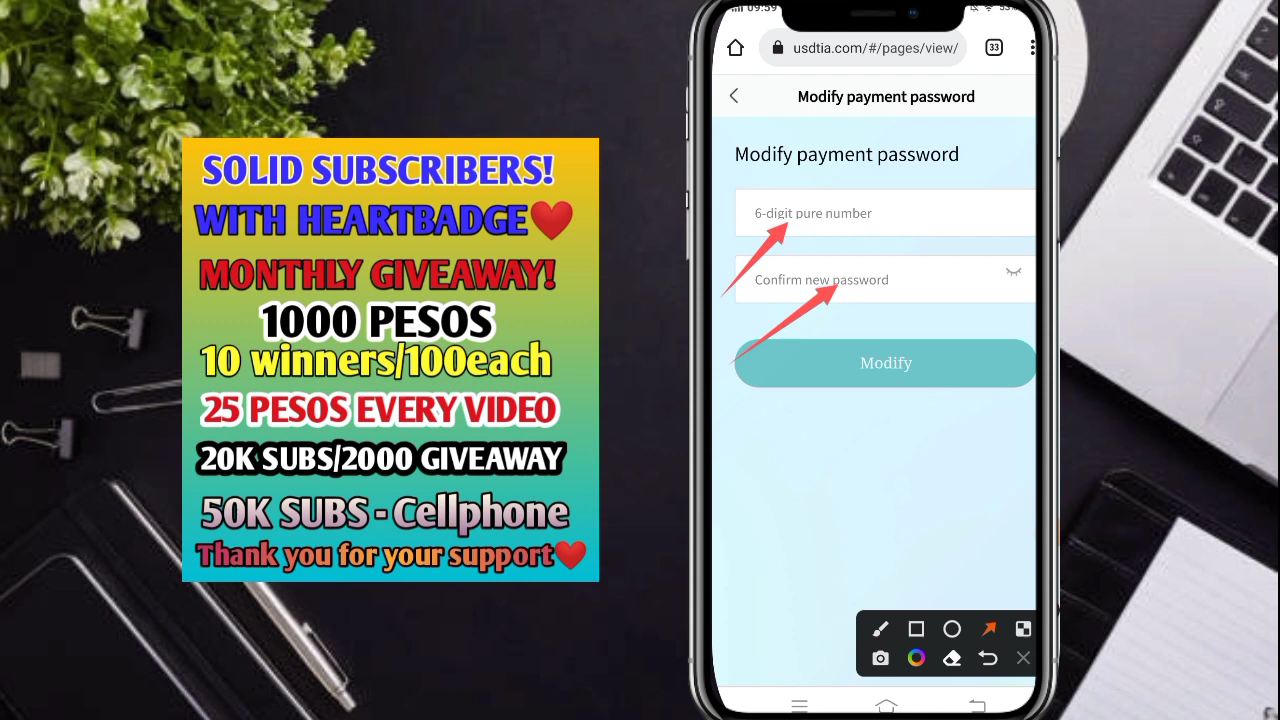 SOLID SUBSCRIBERS!
WITH HEARTBADGE❤️
MONTHLY GIVEAWAY!
1000 PESOS
10 winners/100each
25 PESOS EVERY VIDEO
20K SUBS/2000 GIVEAWAY
50K SUBS - Cellphone
Thank you for your support❤️
09:59
usdtia.com/#/pages/view/
33
Modify payment password
Modify payment password
6-digit pure number
Confirm new password
Modify